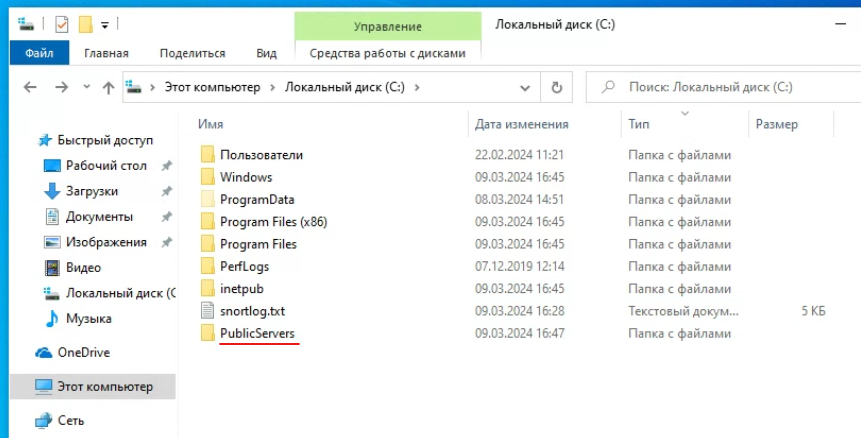 Управление
Локальный диск (C:)
Файл
Главная
Поделиться
Вид
Средства работы с дисками
Этот компьютер
Локальный диск (C:)
Поиск: Локальный диск (C:)
Имя
Дата изменения
Тип
Размер
Быстрый доступ
Рабочий стол
Загрузки
Документы
Изображения
Видео
Локальный диск (C
Музыка
OneDrive
Этот компьютер
Сеть
Пользователи 22.02.2024 11:21 Папка с файлами
Windows 09.03.2024 16:45 Папка с файлами
ProgramData 08.03.2024 14:51 Папка с файлами
Program Files (x86) 09.03.2024 16:45 Папка с файлами
Program Files 09.03.2024 16:45 Папка с файлами
PerfLogs 07.12.2019 12:14 Папка с файлами
inetpub 09.03.2024 16:45 Папка с файлами
snortlog.txt 09.03.2024 16:28 Текстовый докум... 5 КБ
PublicServers 09.03.2024 16:47 Папка с файлами